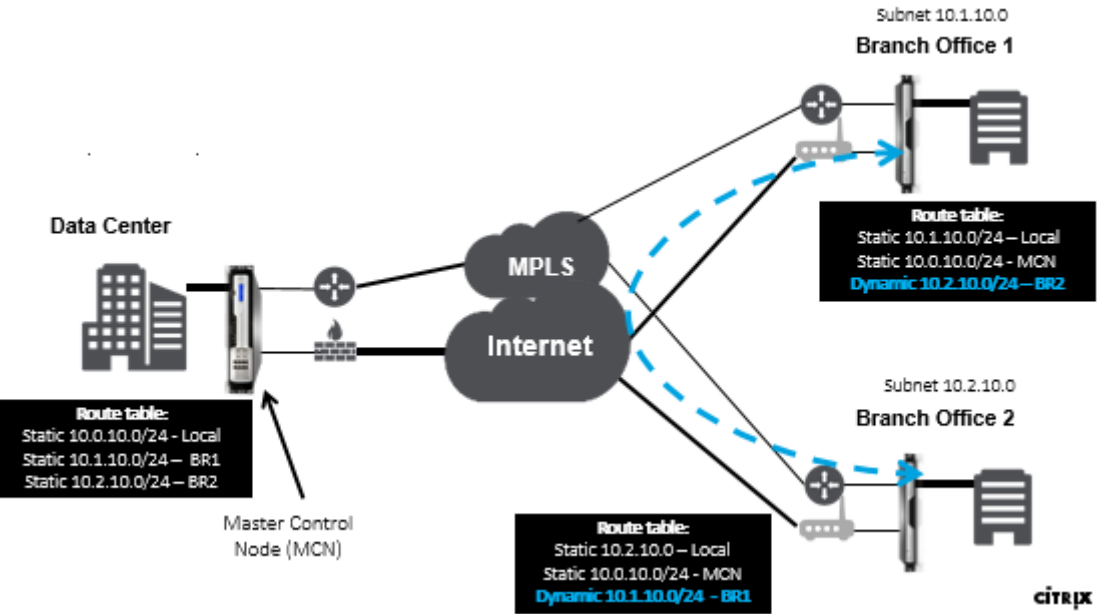 Subnet 10.1.10.0
Branch Office 1
Route table:
Static 10.1.10.0/24 – Local
Static 10.0.10.0/24 - MCN
Dynamic 10.2.10.0/24 – BR2
Data Center
MPLS
Internet
Route table:
Static 10.0.10.0/24 - Local
Static 10.1.10.0/24 – BR1
Static 10.2.10.0/24 – BR2
Master Control
Node (MCN)
Subnet 10.2.10.0
Branch Office 2
Route table:
Static 10.2.10.0 – Local
Static 10.0.10.0/24 - MCN
Dynamic 10.1.10.0/24 - BR1
CITRIX